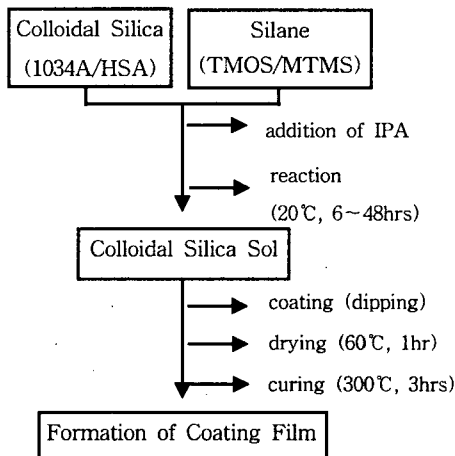 Colloidal Silica
(1034A/HSA)
Silane
(TMOS/MTMS)
addition of IPA
reaction
(20℃, 6~48hrs)
Colloidal Silica Sol
coating (dipping)
drying (60℃, 1hr)
curing (300℃, 3hrs)
Formation of Coating Film